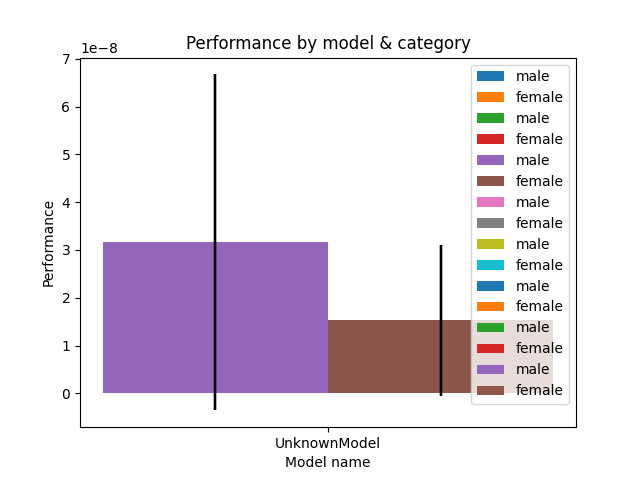 Performance by model & category
1e−8
7
6
5
4
3
2
1
0
Performance
UnknownModel
Model name
male
female
male
female
male
female
male
female
male
female
male
female
male
female
male
female